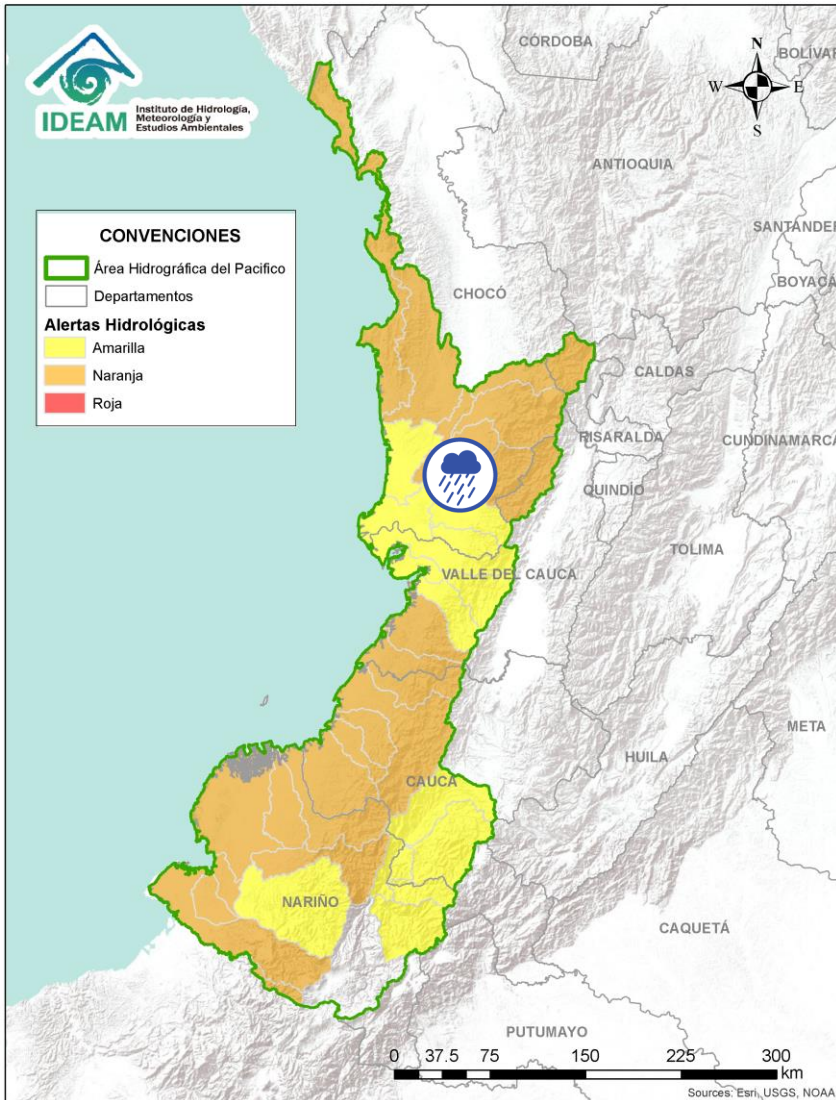 IDEAM
Instituto de Hidrología,
Meteorología y
Estudios Ambientales
N
W
E
S
CONVENCIONES
Área Hidrográfica del Pacifico
Departamentos
Alertas Hidrológicas
Amarilla
Naranja
Roja
CÓRDOBA
BOLÍVAR
ANTIOQUIA
SANTANDER
BOYACÁ
CHOCÓ
CALDAS
RISARALDA
CUNDINAMARCA
QUINDÍO
TOLIMA
VALLE DEL CAUCA
META
HUILA
CAUCA
NARIÑO
CAQUETÁ
PUTUMAYO
0 37.5 75 150 225 300
km
Sources: Esri, USGS, NOAA